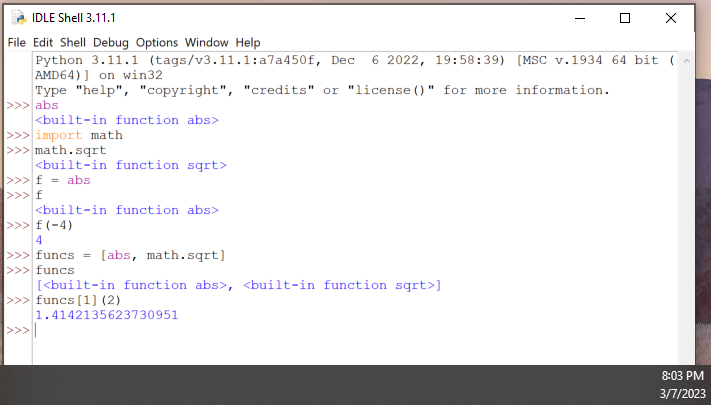 IDLE Shell 3.11.1
File Edit Shell Debug Options Window Help
Python 3.11.1 (tags/v3.11.1:a7a450f, Dec  6 2022, 19:58:39) [MSC v.1934 64 bit (
AMD64)] on win32
Type "help", "copyright", "credits" or "license()" for more information.
>>> abs
<built-in function abs>
>>> import math
>>> math.sqrt
<built-in function sqrt>
>>> f = abs
>>> f
<built-in function abs>
>>> f(-4)
4
>>> funcs = [abs, math.sqrt]
>>> funcs
[<built-in function abs>, <built-in function sqrt>]
>>> funcs[1](2)
1.4142135623730951
>>>
8:03 PM
3/7/2023